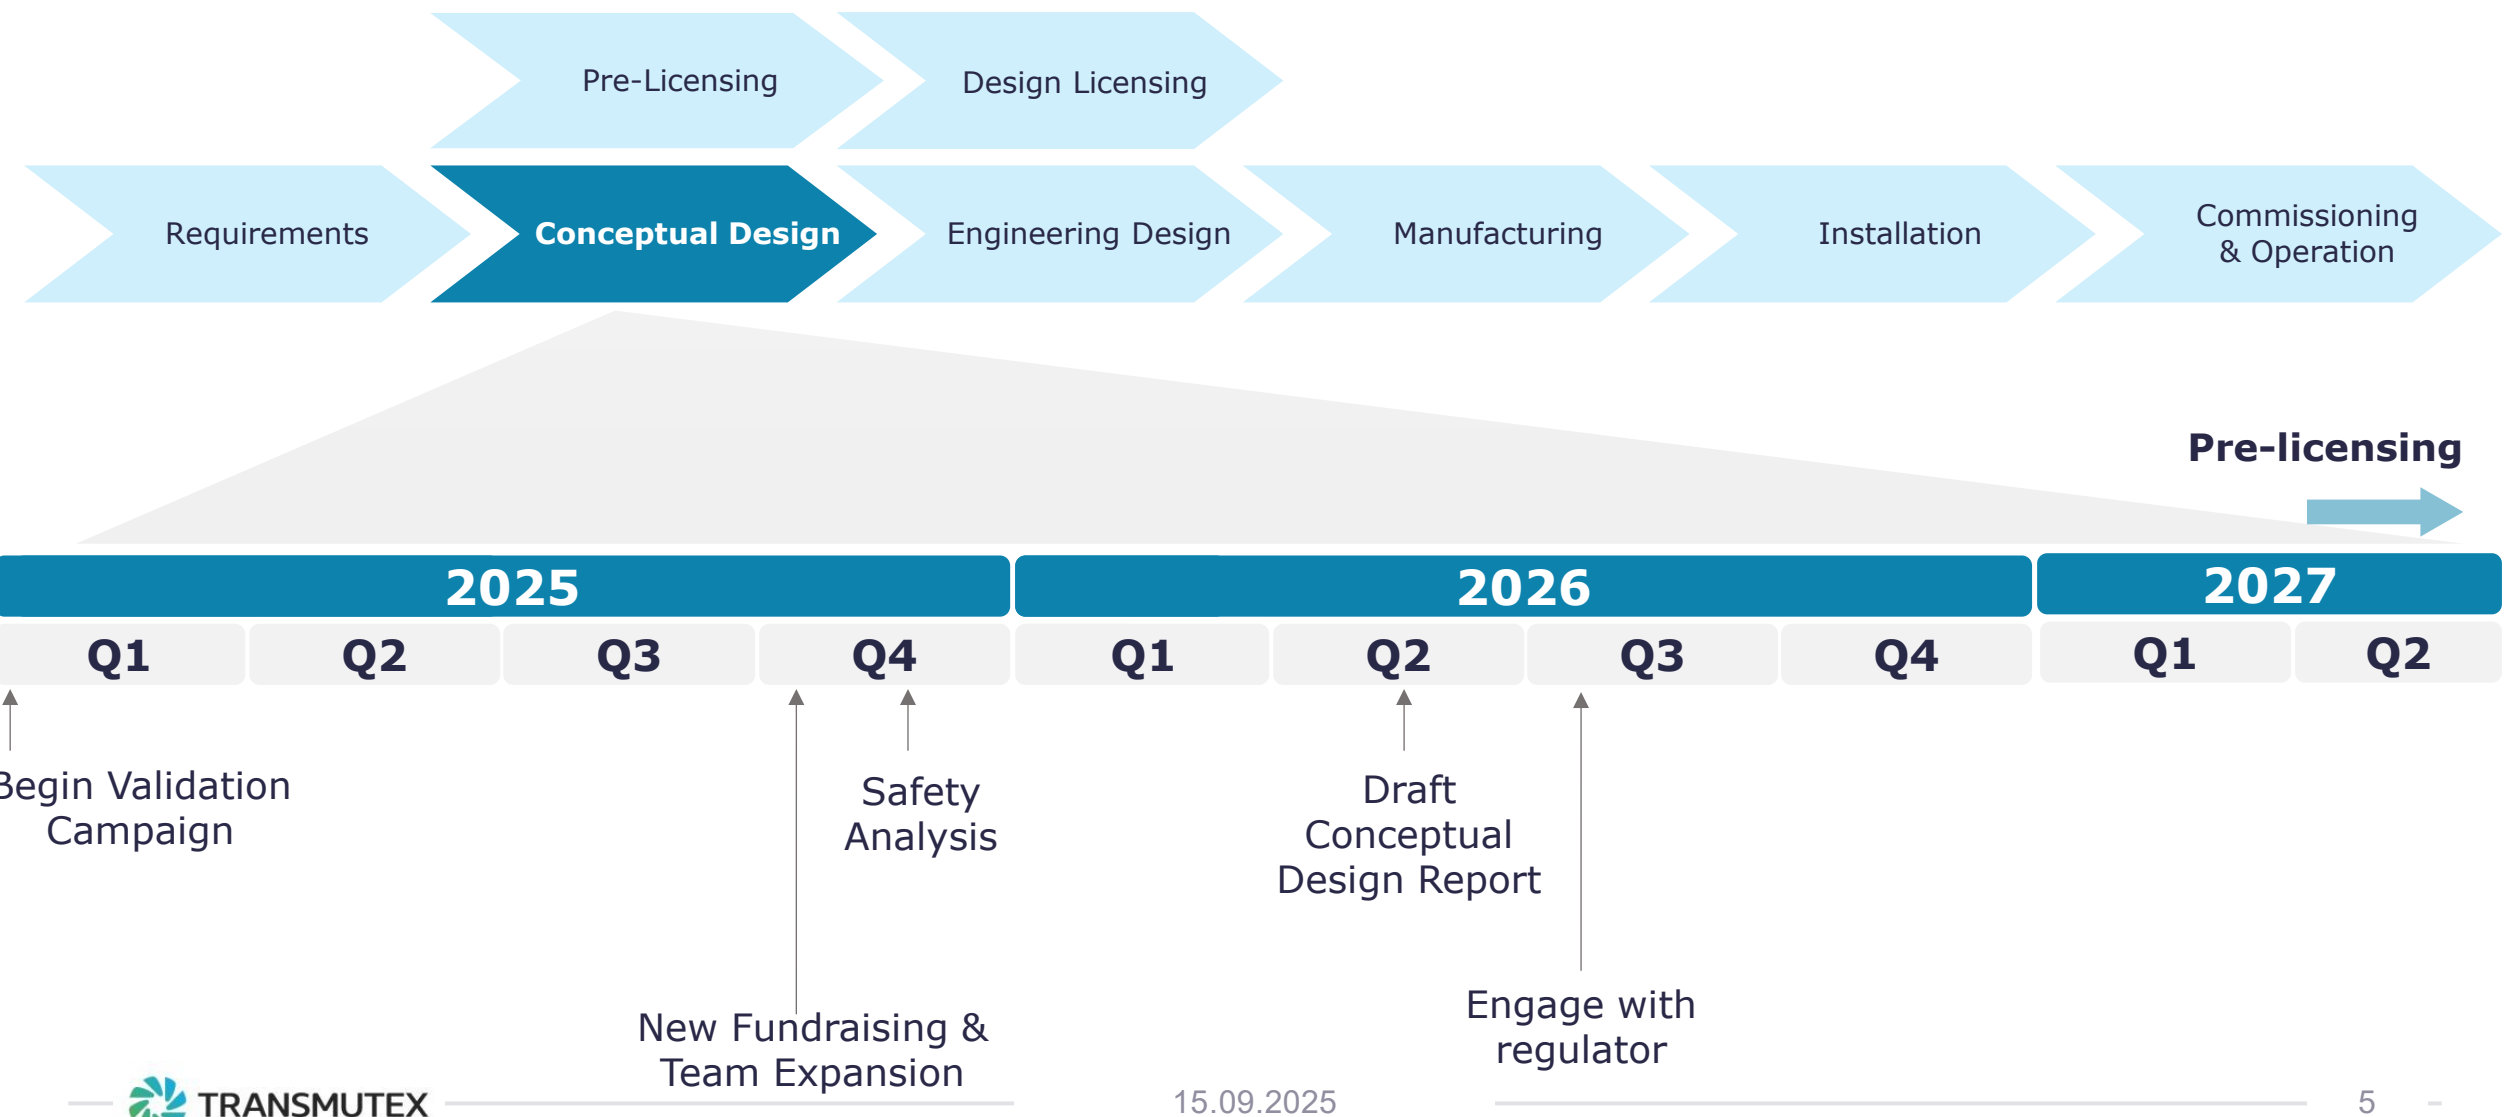 Pre-Licensing
Design Licensing
Requirements
Conceptual Design
Engineering Design
Manufacturing
Installation
Commissioning
& Operation
Pre-licensing
2025
2026
2027
Q1
Q2
Q3
Q4
Q1
Q2
Q3
Q4
Q1
Q2
Begin Validation
Campaign
Safety
Analysis
Draft
Conceptual
Design Report
New Fundraising &
Team Expansion
Engage with
regulator
TRANSMUTEX
15.09.2025
5